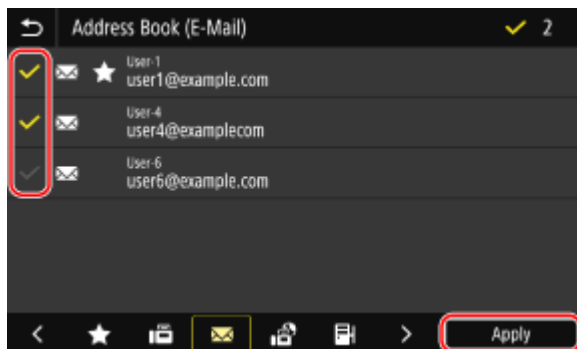 Address Book (E-Mail)
2
User-1
user1@example.com
User-4
user4@examplecom
User-6
user6@example.com
Apply